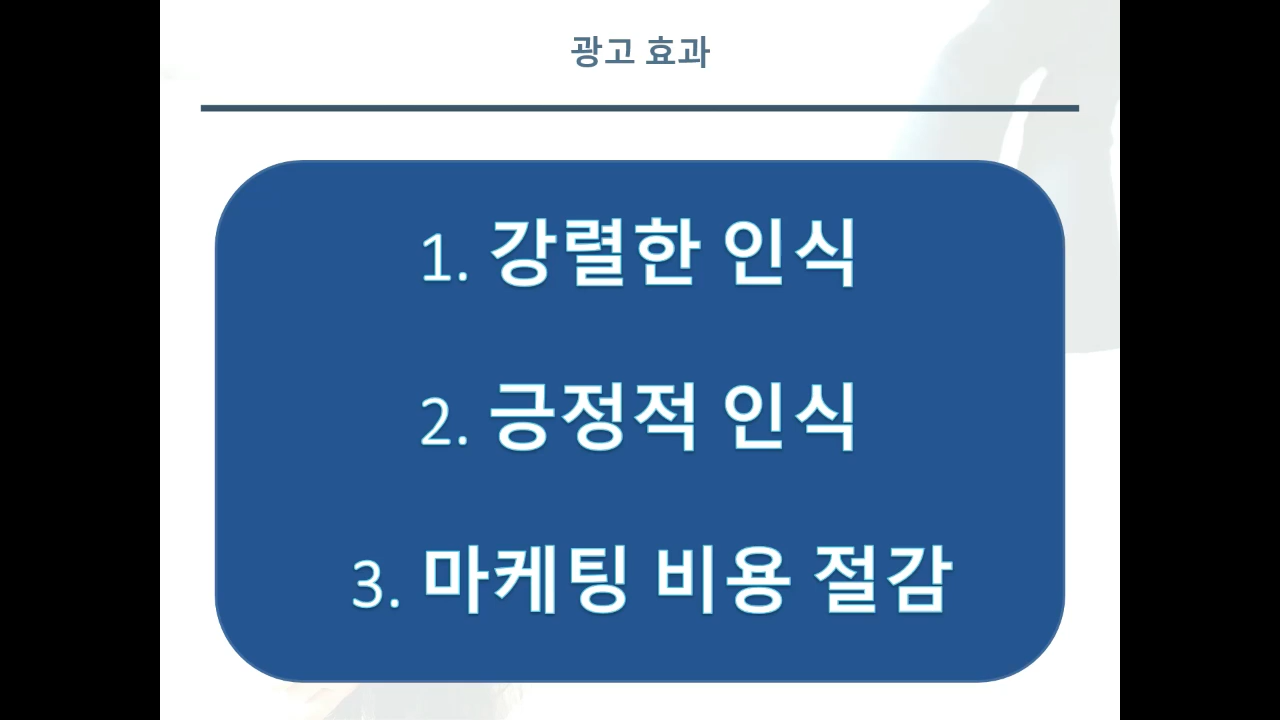 광고 효과
1. 강렬한 인식
2. 긍정적 인식
3. 마케팅 비용 절감